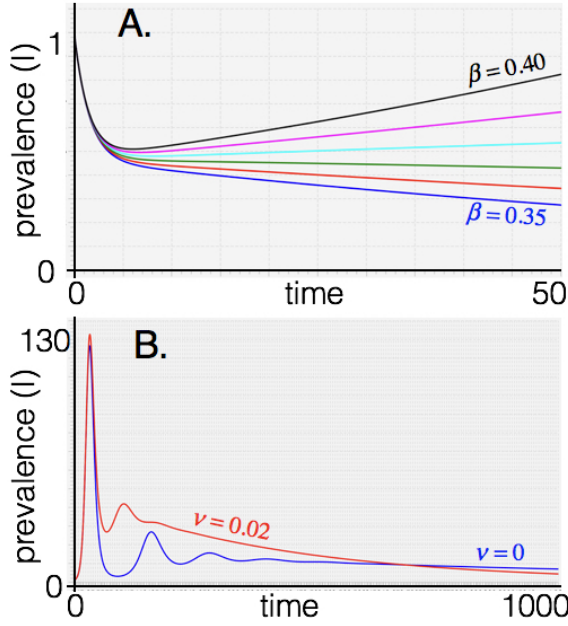 A.
1
prevalence (I)
β = 0.40
β = 0.35
0
0
time
50
B.
130
prevalence (I)
ν = 0.02
ν = 0
0
0
time
1000